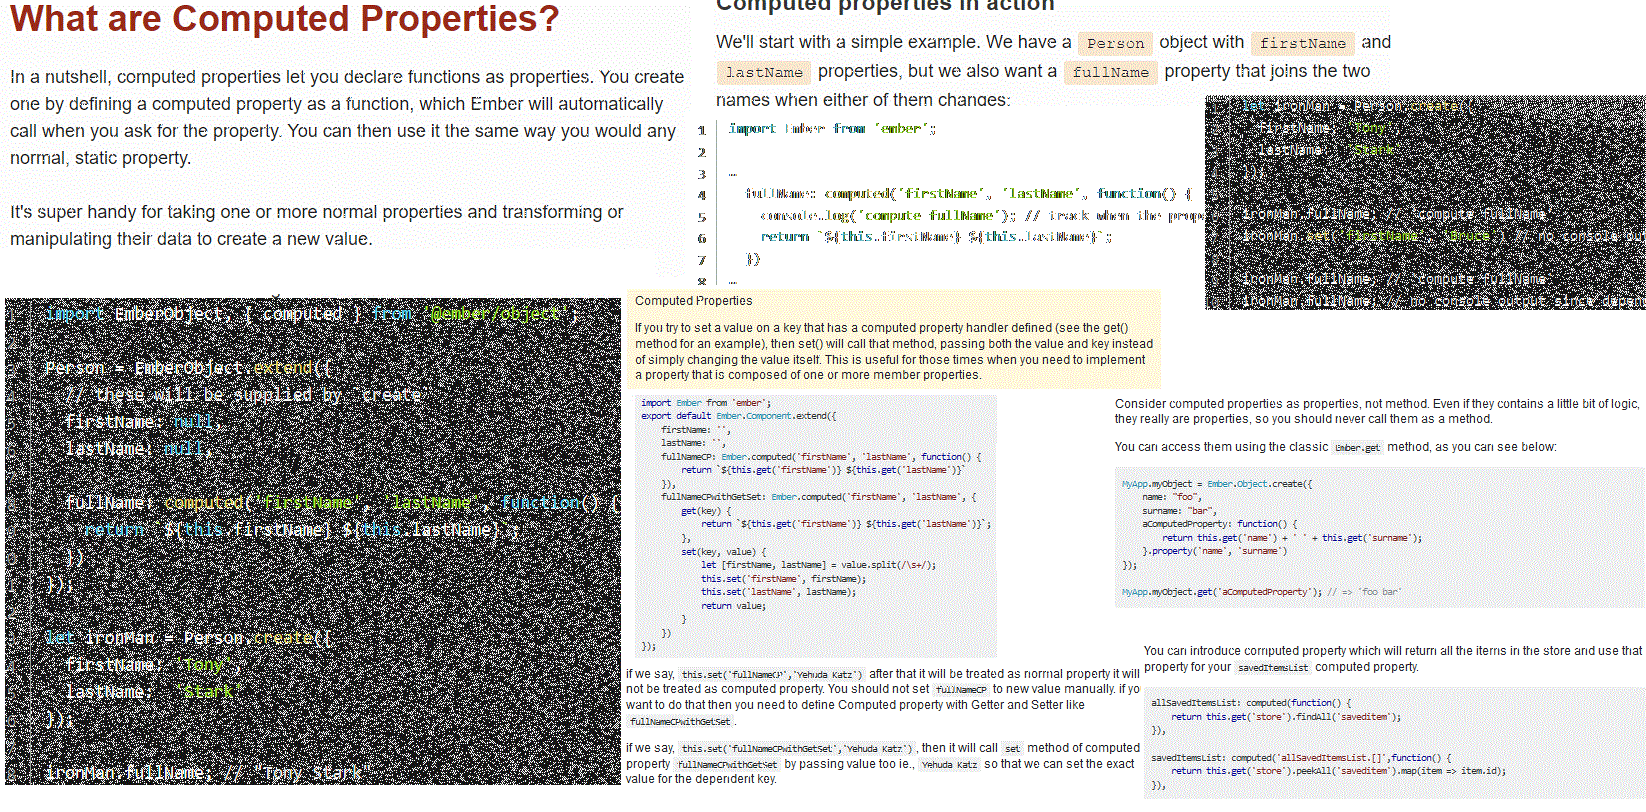 What are Computed Properties?
In a nutshell, computed properties let you declare functions as properties. You create
one by defining a computed property as a function, which Ember will automatically
call when you ask for the property. You can then use it the same way you would any
normal, static property.
It's super handy for taking one or more normal properties and transforming or
manipulating their data to create a new value.
Computed properties in action
We'll start with a simple example. We have a Person object with firstName and
lastName properties, but we also want a fullName property that joins the two
names when either of them changes:
1 import Ember from 'ember';
2
3 …
4 fullName: computed('firstName', 'lastName', function() {
5 console.log('compute fullName'); // track when the prope
6 return `${this.firstName} ${this.lastName}`;
7 })
8 …
let ironMan = Person.create({
firstName: 'Tony',
lastName: 'Stark'
});
ironMan.fullName; // 'compute fullName'
ironMan.set('firstName', 'Bruce') // no console out
ironMan.fullName; // 'compute fullName'
ironMan.fullName; // no console output since depen
import EmberObject, { computed } from '@ember/object';
Person = EmberObject.extend({
// these will be supplied by `create`
firstName: null,
lastName: null,
fullName: computed('firstName', 'lastName', function() {
return `${this.firstName} ${this.lastName}`;
})
});
let ironMan = Person.create({
firstName: 'Tony',
lastName: 'Stark'
});
ironMan.fullName; // "Tony Stark"
Computed Properties
If you try to set a value on a key that has a computed property handler defined (see the get()
method for an example), then set() will call that method, passing both the value and key instead
of simply changing the value itself. This is useful for those times when you need to implement
a property that is composed of one or more member properties.
import Ember from 'ember';
export default Ember.Component.extend({
firstName: '',
lastName: '',
fullNameCP: Ember.computed('firstName', 'lastName', function() {
return `${this.get('firstName')} ${this.get('lastName')}`
}),
fullNameCPwithGetSet: Ember.computed('firstName', 'lastName', {
get(key) {
return `${this.get('firstName')} ${this.get('lastName')}`;
},
set(key, value) {
let [firstName, lastName] = value.split(/\s+/);
this.set('firstName', firstName);
this.set('lastName', lastName);
return value;
}
})
});
if we say, this.set('fullNameCP','Yehuda Katz') after that it will be treated as normal property it will
not be treated as computed property. You should not set fullNameCP to new value manually. if yo
want to do that then you need to define Computed property with Getter and Setter like
fullNameCPwithGetSet .
if we say, this.set('fullNameCPwithGetSet','Yehuda Katz') , then it will call set method of computed
property fullNameCPwithGetSet by passing value too ie., Yehuda Katz so that we can set the exact
value for the dependent key.
Consider computed properties as properties, not method. Even if they contains a little bit of logic,
they really are properties, so you should never call them as a method.
You can access them using the classic Ember.get method, as you can see below:
MyApp.myObject = Ember.Object.create({
name: "foo",
surname: "bar",
aComputedProperty: function() {
return this.get('name') + ' ' + this.get('surname');
}.property('name', 'surname')
});
MyApp.myObject.get('aComputedProperty'); // => 'foo bar'
You can introduce computed property which will return all the items in the store and use that
property for your savedItemsList computed property.
allSavedItemsList: computed(function() {
return this.get('store').findAll('saveditem');
}),
savedItemsList: computed('allSavedItemsList.[]',function() {
return this.get('store').peekAll('saveditem').map(item => item.id);
}),